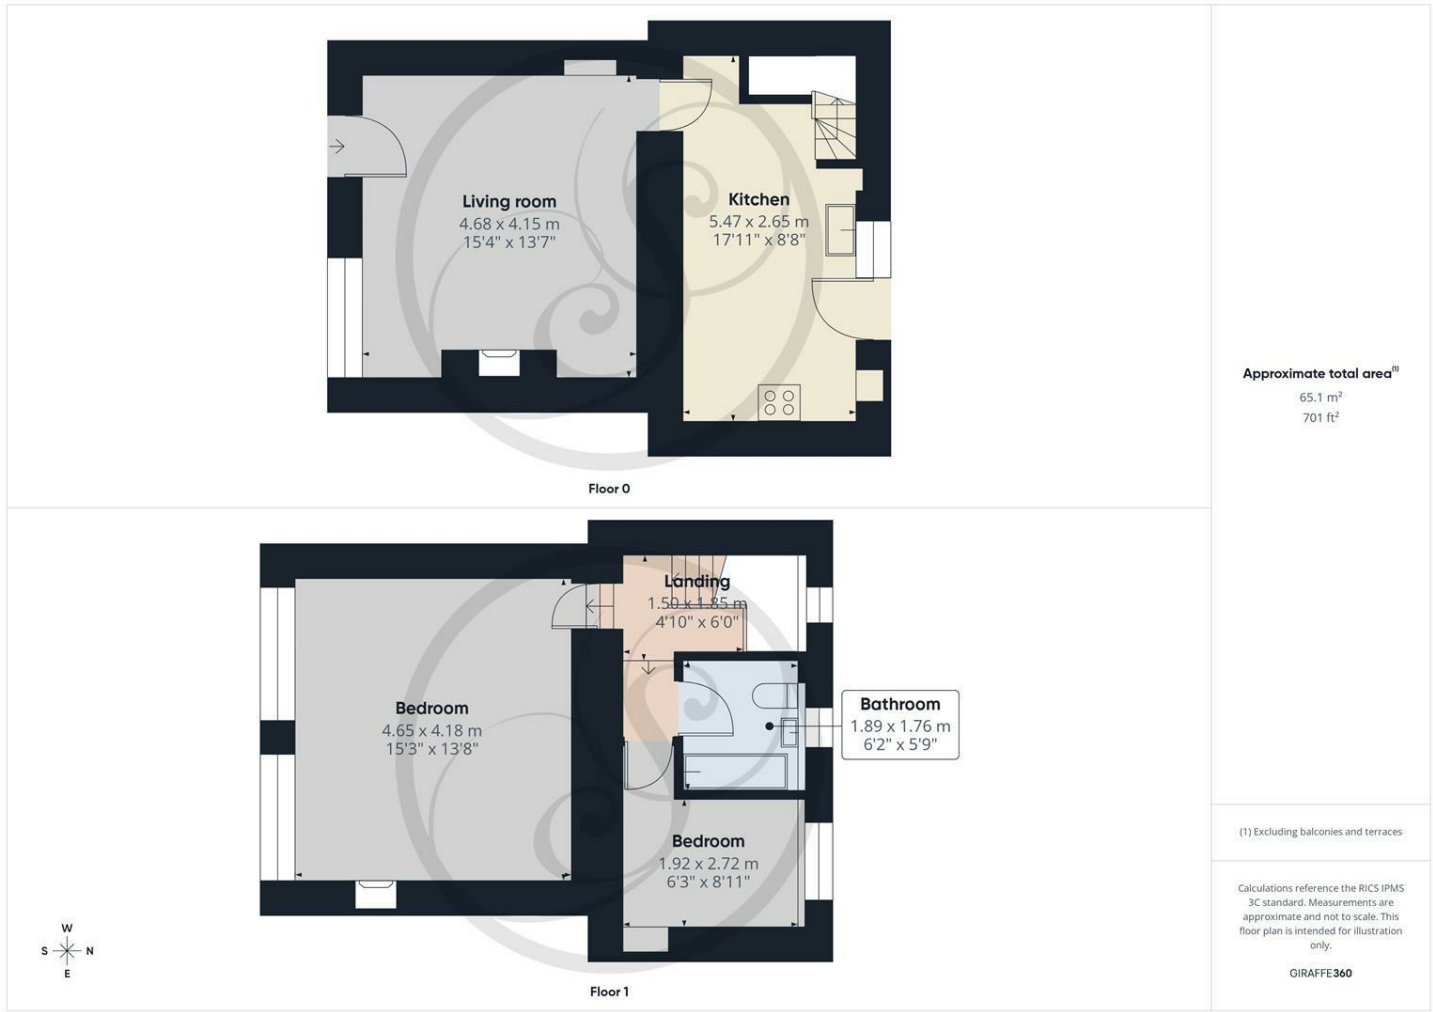 Living room
4.68 x 4.15 m
15'4" x 13'7"
Kitchen
5.47 x 2.65 m
17'11" x 8'8"
Floor 0
Landing
1.50 x 1.85 m
4'10" x 6'0"
Bedroom
4.65 x 4.18 m
15'3" x 13'8"
Bathroom
1.89 x 1.76 m
6'2" x 5'9"
Bedroom
1.92 x 2.72 m
6'3" x 8'11"
W
S N
E
Floor 1
Approximate total area(1)
65.1 m²
701 ft²
(1) Excluding balconies and terraces
Calculations reference the RICS IPMS
3C standard. Measurements are
approximate and not to scale. This
floor plan is intended for illustration
only.
GIRAFFE360